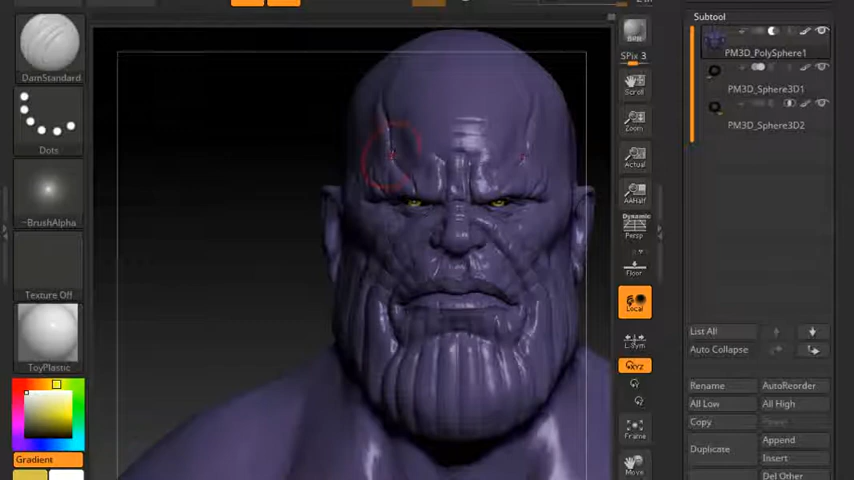 DamStandard
Dots
~BrushAlpha
Texture Off
ToyPlastic
Gradient
SPix 3
Scroll
Zoom
Actual
AAHalf
Dynamic
Persp
Floor
Local
L.Sym
XYZ
Frame
Move
Subtool
PM3D_PolySphere1
PM3D_Sphere3D1
PM3D_Sphere3D2
List All
Auto Collapse
Rename AutoReorder
All Low All High
Copy
Duplicate Append
Insert
Del Other